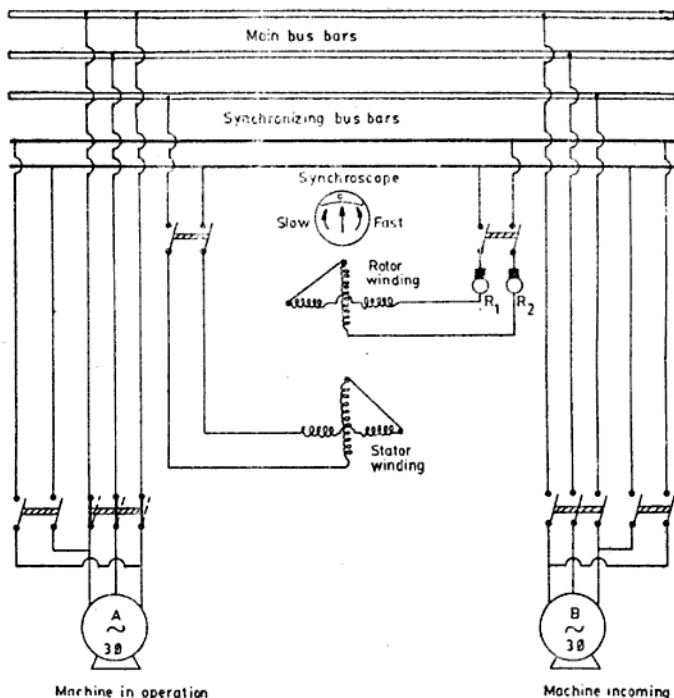 Main bus bars
Synchronizing bus bars
Synchroscope
Slow
Fast
Rotor
winding
R1
R2
Stator
winding
A
~
3Ø
B
~
3Ø
Machine in operation
Machine incoming